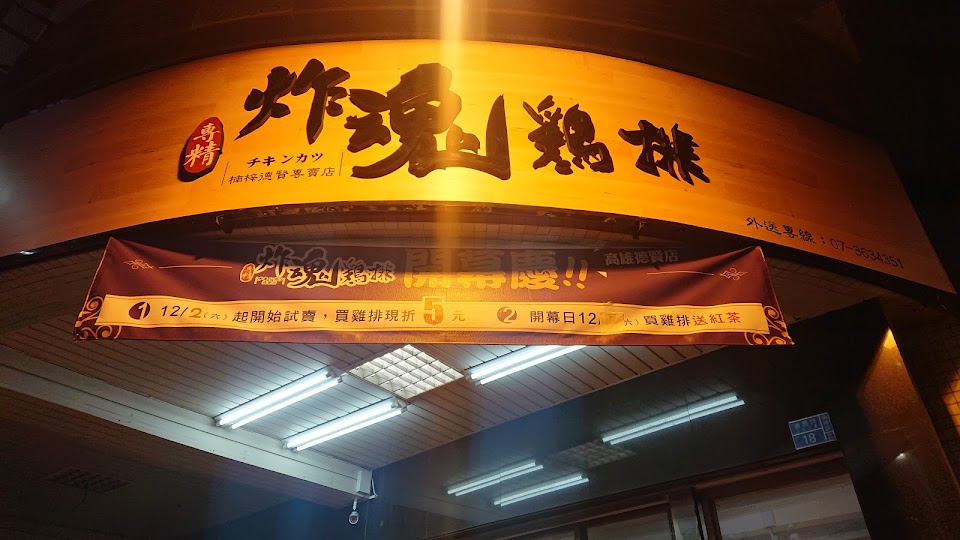 專精
炸魂鷄排
チキンカツ
楠梓德賢專賣店
外送專線：07-3634351
炸魂鷄排 開幕慶!! 高雄德賢店
1 12/2(六)起開始試賣，買雞排現折5元 2 開幕日12/ 六)買雞排送紅茶
18